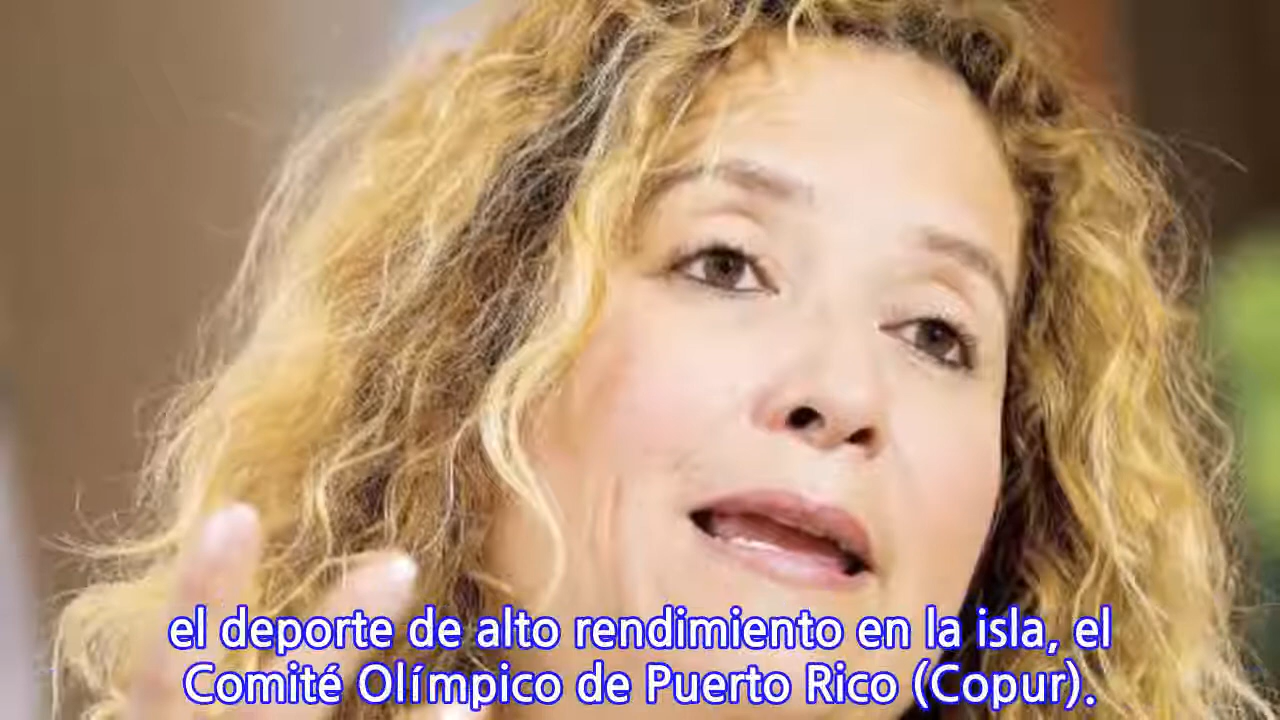 el deporte de alto rendimiento en la isla, el
Comité Olímpico de Puerto Rico (Copur).